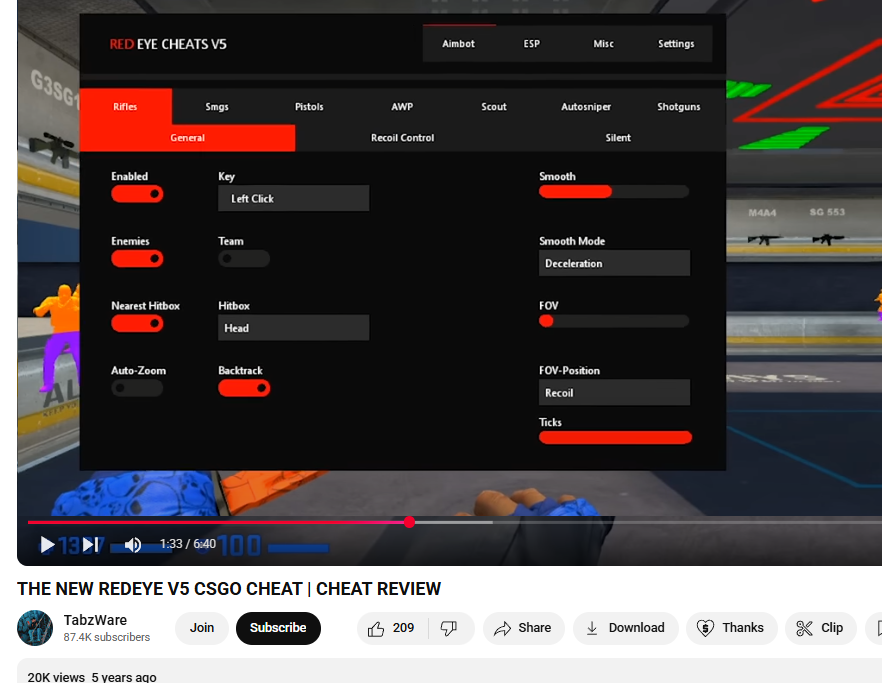 RED EYE CHEATS V5
Aimbot ESP Misc Settings
G3SG1
Rifles Smgs Pistols AWP Scout Autosniper Shotguns
General Recoil Control Silent
Enabled Key Smooth
Left Click
M4A4 SG 553
Enemies Team Smooth Mode
Deceleration
Nearest Hitbox Hitbox FOV
Head
Auto-Zoom Backtrack FOV-Position
Recoil
Ticks
1:33 / 6:40
100
THE NEW REDEYE V5 CSGO CHEAT | CHEAT REVIEW
TabzWare
87.4K subscribers
Join Subscribe 209 Share Download Thanks Clip
20K views 5 years ago